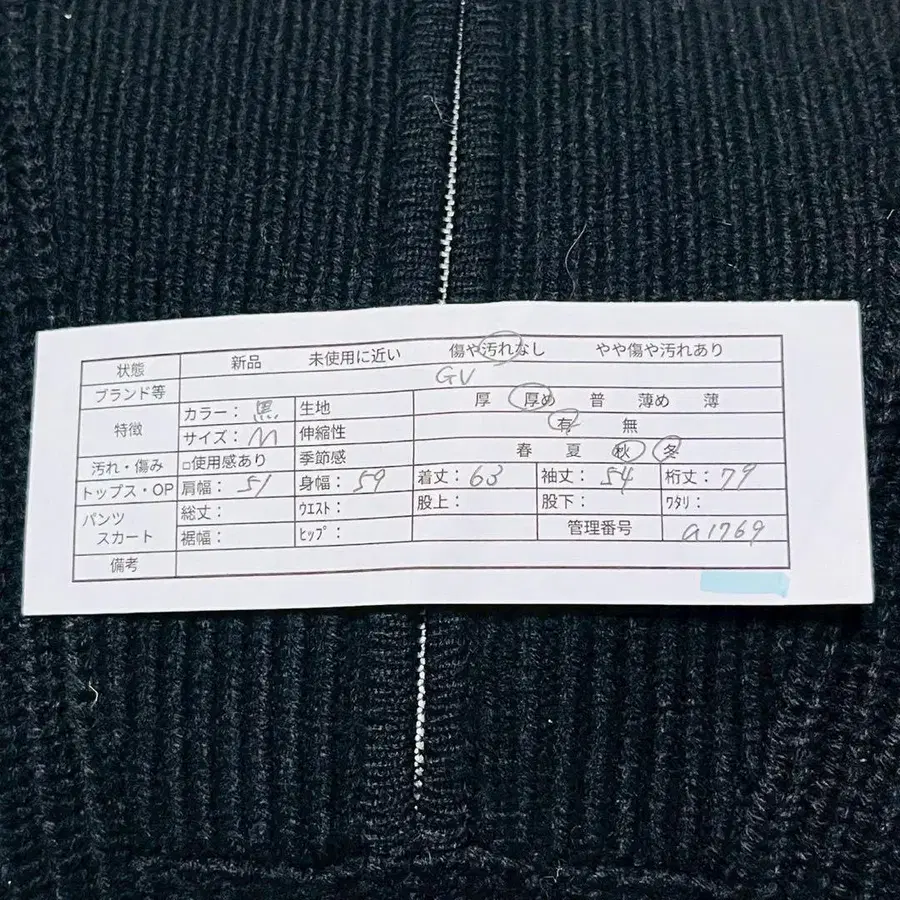 状態 新品 未使用に近い 傷や汚れなし やや傷や汚れあり
ブランド等 GV
特徴 カラー： 黒 生地 厚 厚め 普 薄め 薄
サイズ： M 伸縮性 有 無
汚れ・傷み □使用感あり 季節感 春 夏 秋 冬
トップス・OP 肩幅： 51 身幅： 59 着丈： 63 袖丈： 54 裄丈： 79
パンツ スカート 総丈： ｳｴｽﾄ： 股上： 股下： ﾜﾀﾘ：
裾幅： ﾋｯﾌﾟ： 管理番号 a1769
備考